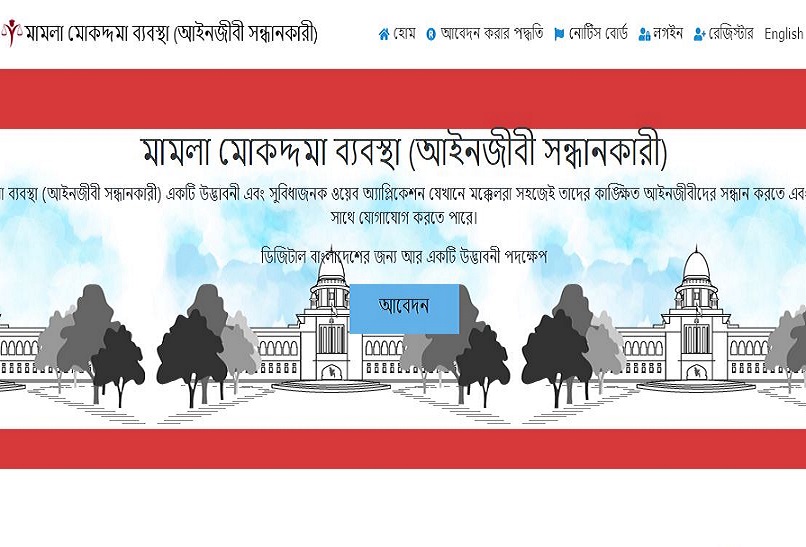 মামলা মোকদ্দমা ব্যবস্থা (আইনজীবী সন্ধানকারী)
হোম আবেদন করার পদ্ধতি নোটিস বোর্ড লগইন রেজিস্টার English
মামলা মোকদ্দমা ব্যবস্থা (আইনজীবী সন্ধানকারী)
ব্যবস্থা (আইনজীবী সন্ধানকারী) একটি উদ্ভাবনী এবং সুবিধাজনক ওয়েব অ্যাপ্লিকেশন যেখানে মক্কেলরা সহজেই তাদের কাঙ্ক্ষিত আইনজীবীদের সন্ধান করতে
সাথে যোগাযোগ করতে পারে।
ডিজিটাল বাংলাদেশের জন্য আর একটি উদ্ভাবনী পদক্ষেপ
আবেদন